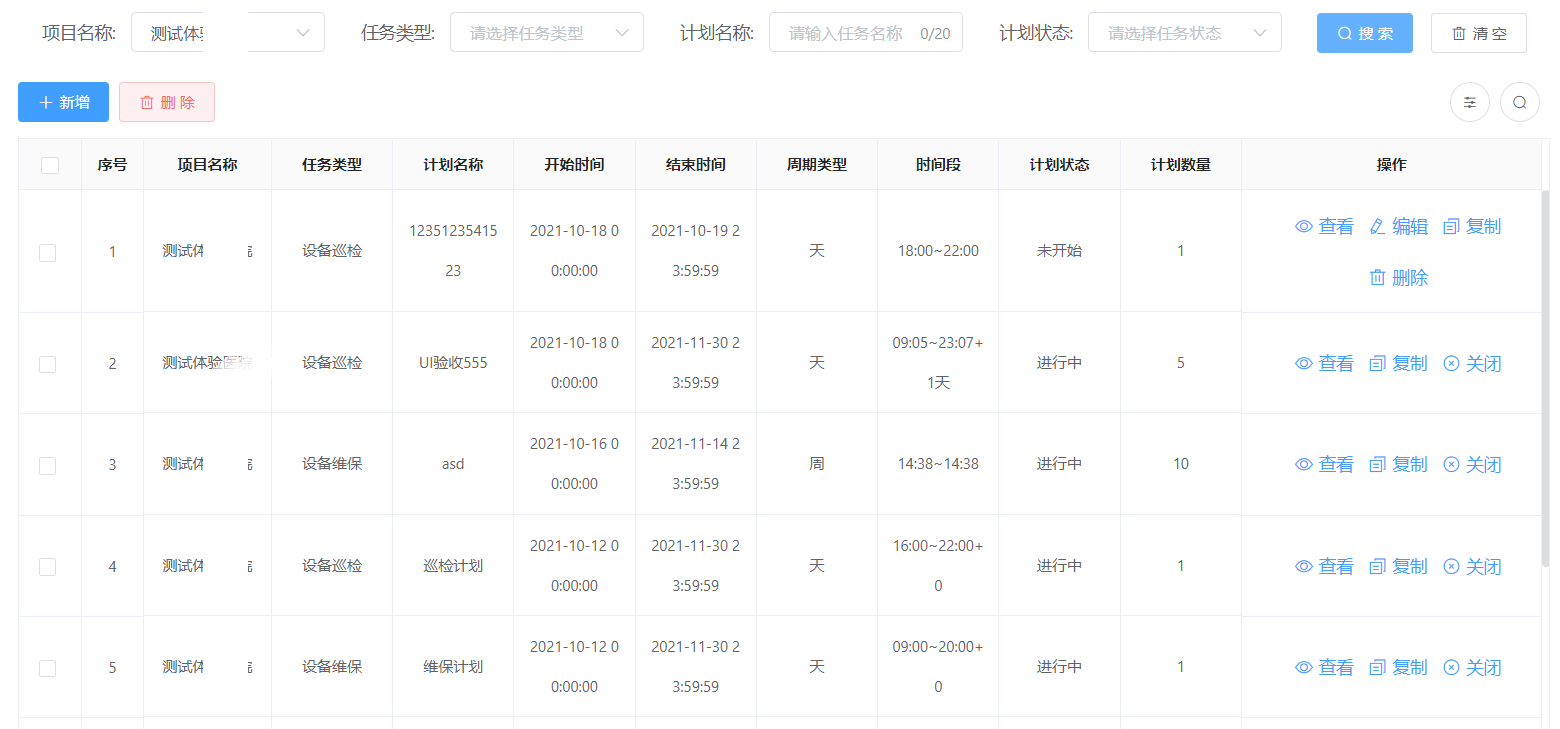 项目名称: 测试体 任务类型: 请选择任务类型 计划名称: 请输入任务名称 0/20 计划状态: 请选择任务状态 搜 索 清 空
新增 删 除
序号 项目名称 任务类型 计划名称 开始时间 结束时间 周期类型 时间段 计划状态 计划数量 操作
12351235415 2021-10-18 0 2021-10-19 2 查看 编辑 复制
1 测试体 设备巡检 天 18:00~22:00 未开始 1
23 0:00:00 3:59:59 删除
2021-10-18 0 2021-11-30 2 09:05~23:07+
2 测试体验医院 设备巡检 UI验收555 天 进行中 5 查看 复制 关闭
0:00:00 3:59:59 1天
2021-10-16 0 2021-11-14 2
3 测试体 设备维保 asd 周 14:38~14:38 进行中 10 查看 复制 关闭
0:00:00 3:59:59
2021-10-12 0 2021-11-30 2 16:00~22:00+
4 测试体 设备巡检 巡检计划 天 进行中 1 查看 复制 关闭
0:00:00 3:59:59 0
2021-10-12 0 2021-11-30 2 09:00~20:00+
5 测试体 设备维保 维保计划 天 进行中 1 查看 复制 关闭
0:00:00 3:59:59 0